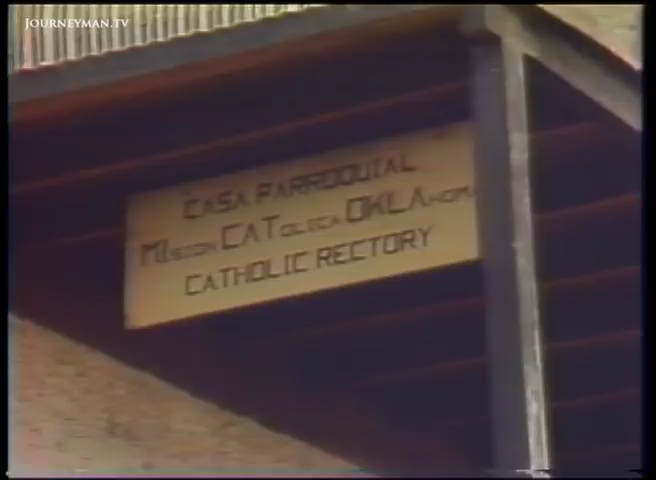 JOURNEYMAN.TV
CASA PARROQUIAL
MISION CATOLICA OKLAHOMA
CATHOLIC RECTORY